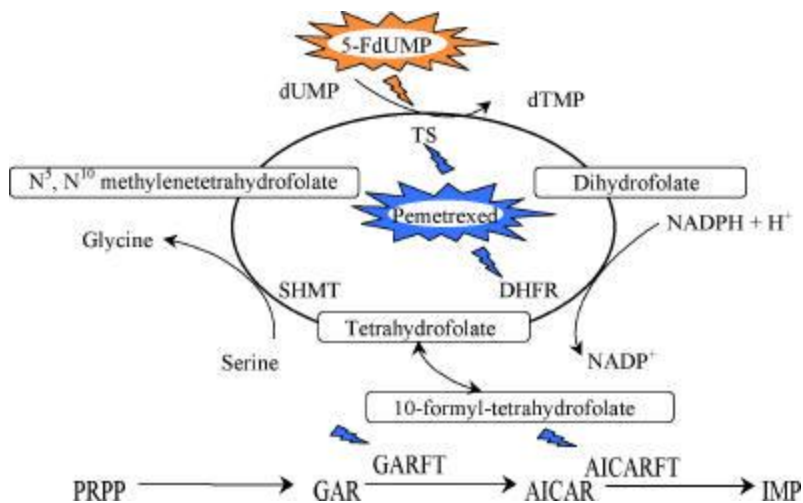 5-FdUMP
dUMP
dTMP
TS
N⁵, N¹⁰ methylenetetrahydrofolate
Dihydrofolate
Pemetrexed
NADPH + H⁺
Glycine
SHMT
DHFR
Tetrahydrofolate
Serine
NADP⁺
10-formyl-tetrahydrofolate
GARFT
AICARFT
PRPP
GAR
AICAR
IMP